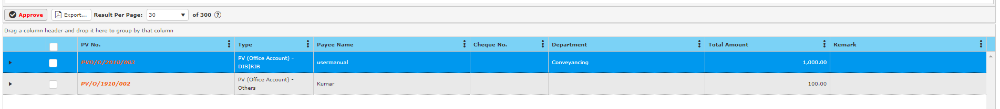 Approve Export... Result Per Page: 30 of 300 ?
Drag a column header and drop it here to group by that column
PV No. Type Payee Name Cheque No. Department Total Amount Remark
PVD/O/2010/003 PV (Office Account) - DIS|RIB usermanual Conveyancing 1,000.00
PV/O/1910/002 PV (Office Account) - Others Kumar 100.00